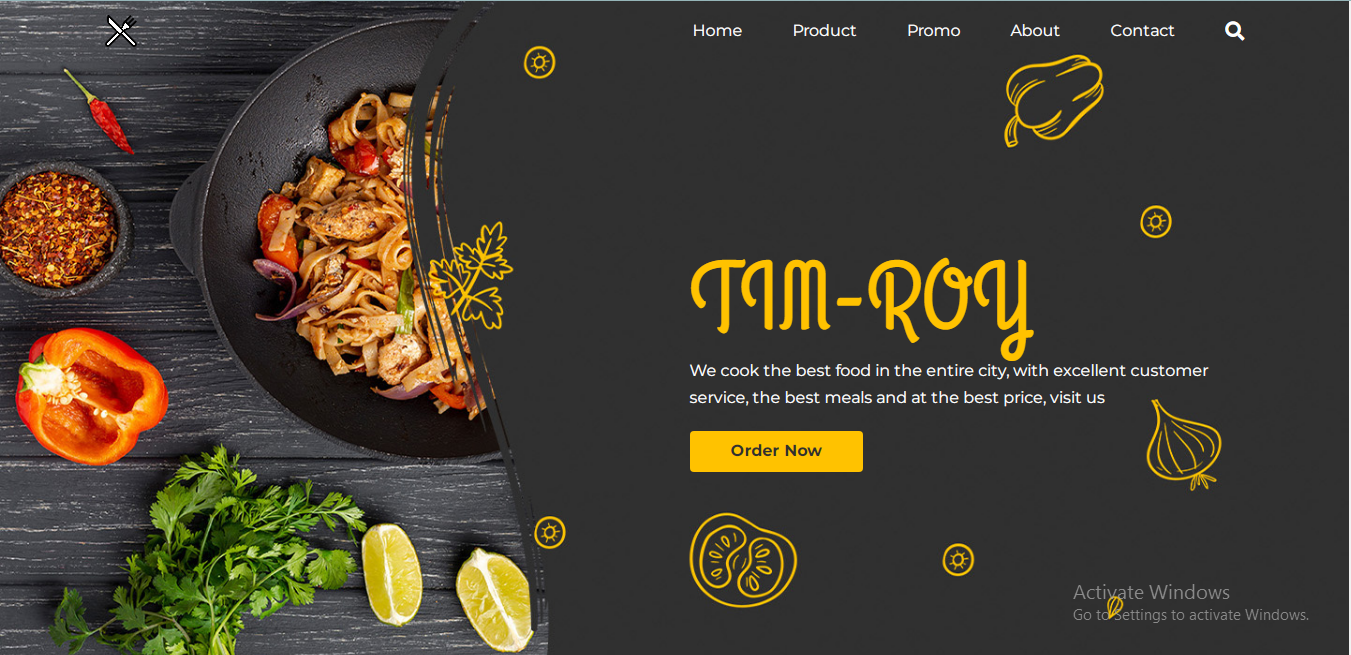 Home Product Promo About Contact
TIM-ROY
We cook the best food in the entire city, with excellent customer
service, the best meals and at the best price, visit us
Order Now
Activate Windows
Go to Settings to activate Windows.